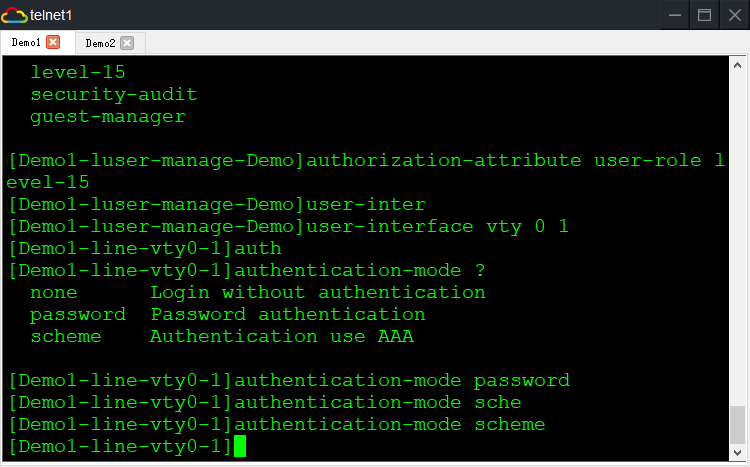 telnet1
Demo1
Demo2
level-15
security-audit
guest-manager
[Demo1-luser-manage-Demo]authorization-attribute user-role l
evel-15
[Demo1-luser-manage-Demo]user-inter
[Demo1-luser-manage-Demo]user-interface vty 0 1
[Demo1-line-vty0-1]auth
[Demo1-line-vty0-1]authentication-mode ?
none      Login without authentication
password  Password authentication
scheme    Authentication use AAA
[Demo1-line-vty0-1]authentication-mode password
[Demo1-line-vty0-1]authentication-mode sche
[Demo1-line-vty0-1]authentication-mode scheme
[Demo1-line-vty0-1]